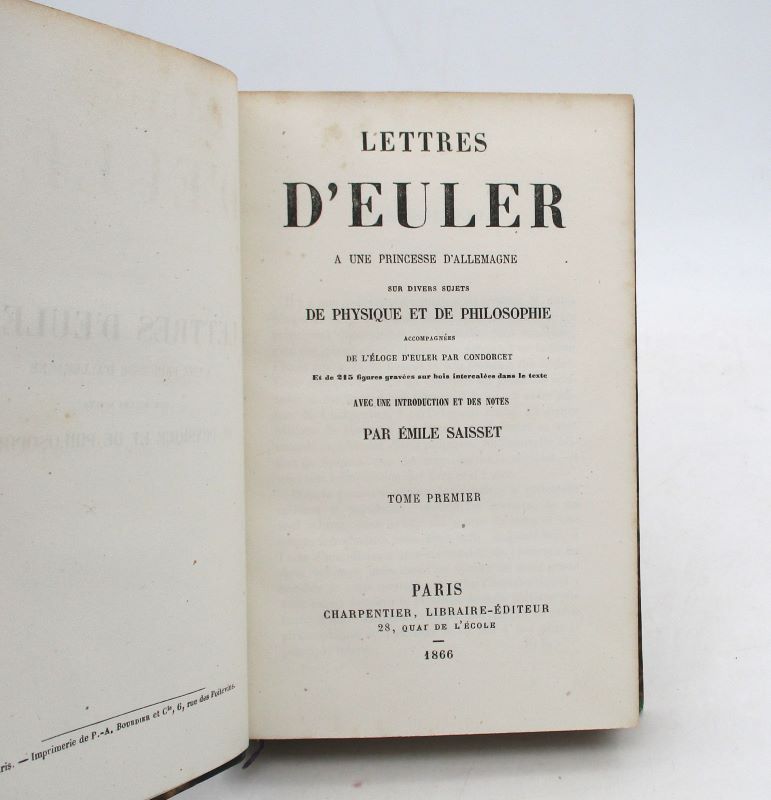 ris. — Imprimerie de P.-A. Bourdier et Cie, 6, rue des Poitevins.
LETTRES
D'EULER
A UNE PRINCESSE D'ALLEMAGNE
SUR DIVERS SUJETS
DE PHYSIQUE ET DE PHILOSOPHIE
ACCOMPAGNÉES
DE L'ÉLOGE D'EULER PAR CONDORCET
Et de 215 figures gravées sur bois intercalées dans le texte
AVEC UNE INTRODUCTION ET DES NOTES
PAR ÉMILE SAISSET
TOME PREMIER
PARIS
CHARPENTIER, LIBRAIRE-ÉDITEUR
28, QUAI DE L'ÉCOLE
1866